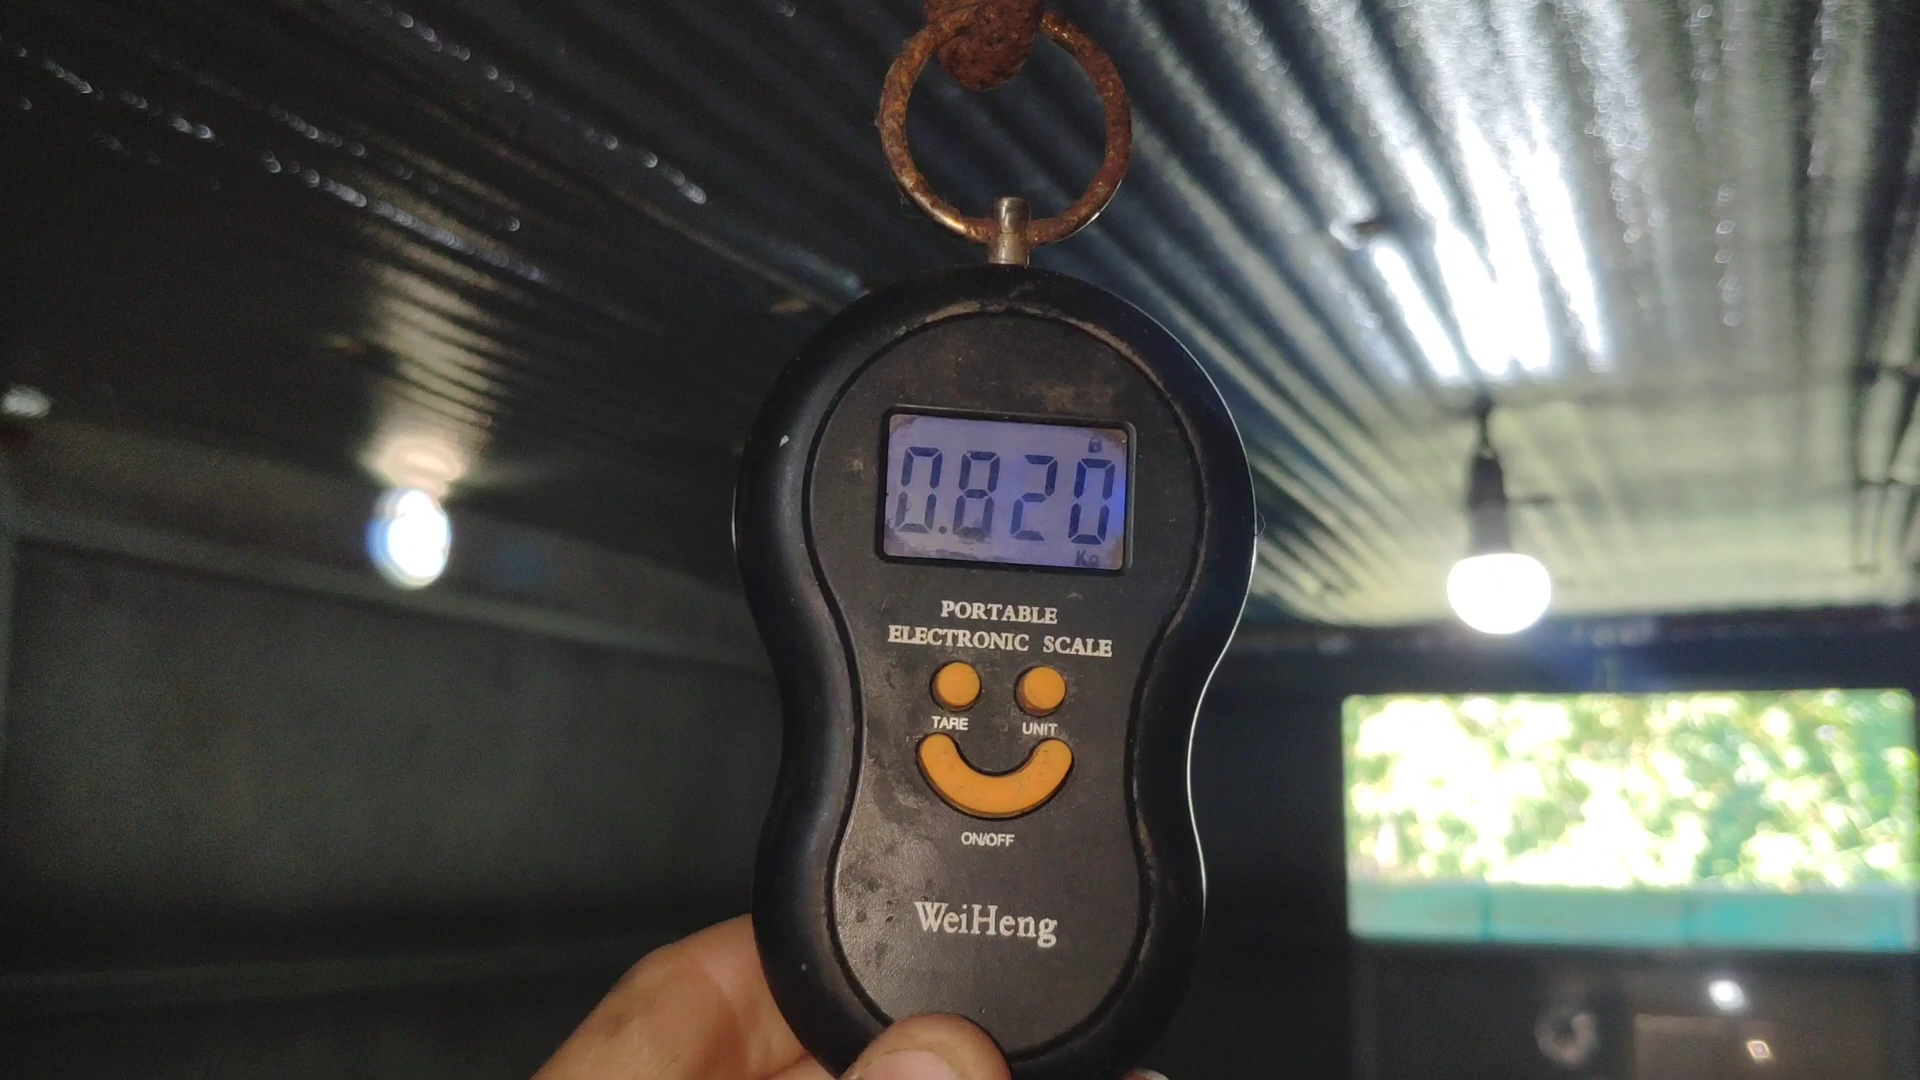 0.820
Kg
PORTABLE
ELECTRONIC SCALE
TARE UNIT
ON/OFF
WeiHeng